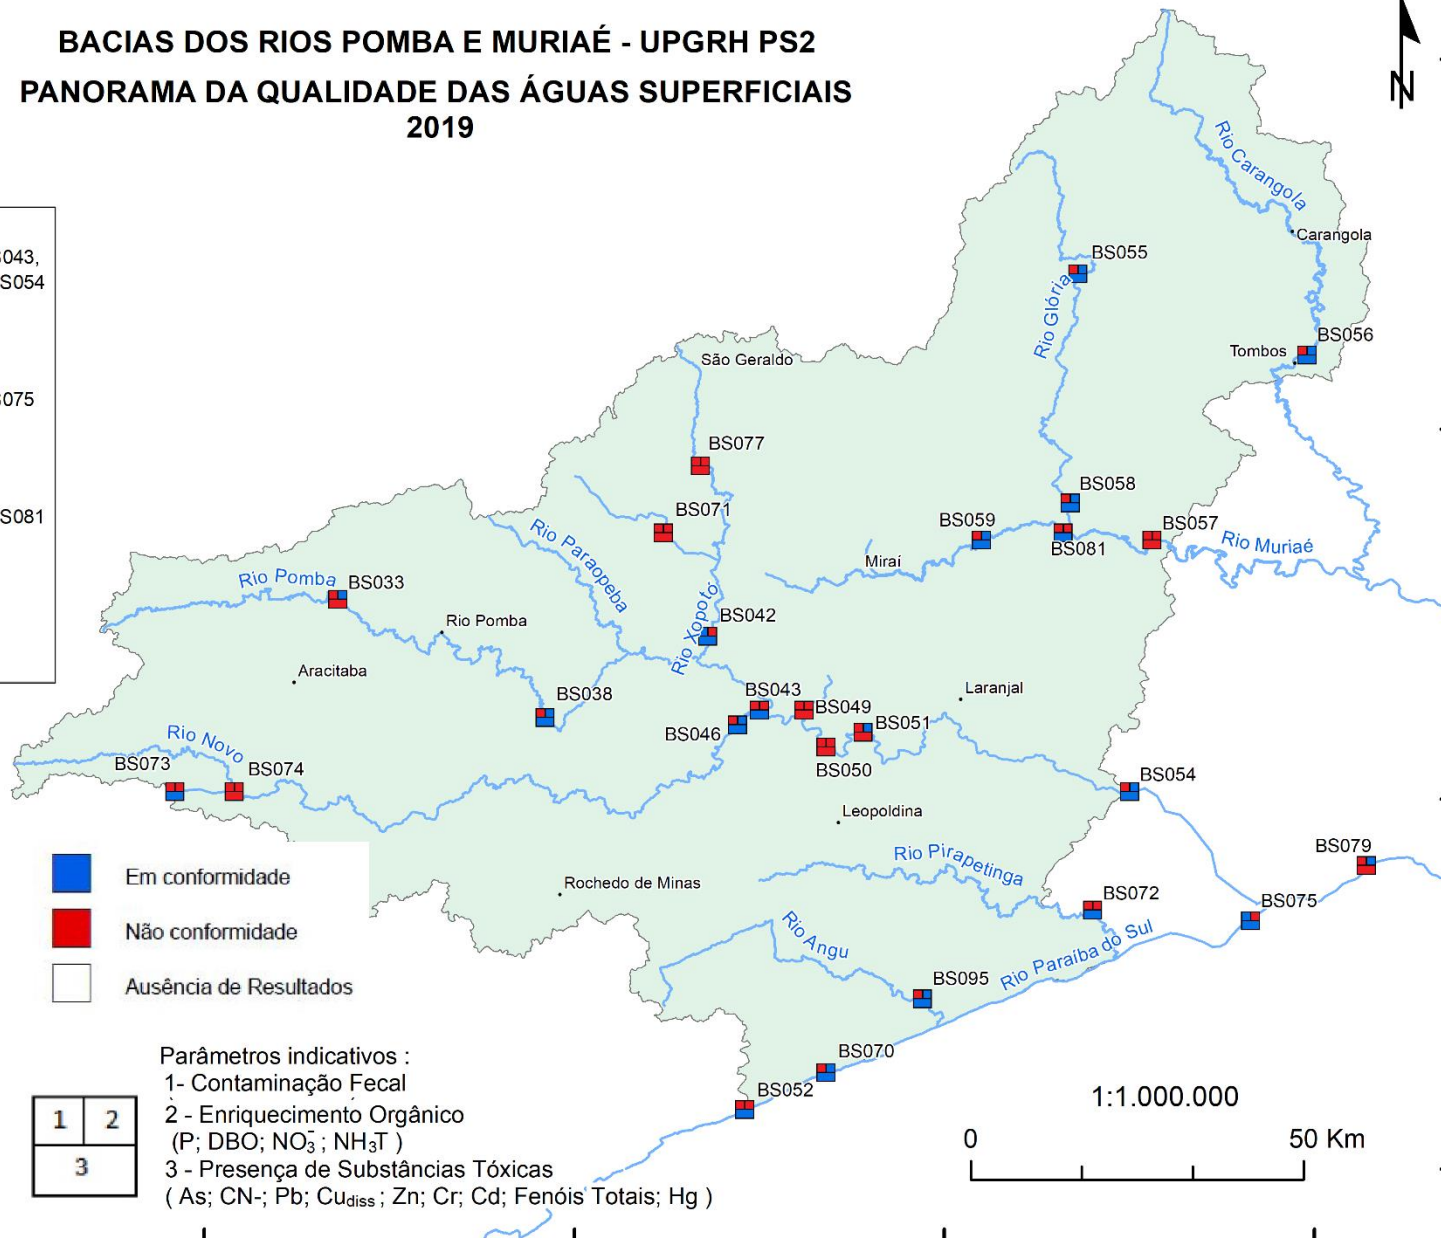 BACIAS DOS RIOS POMBA E MURIAÉ - UPGRH PS2
PANORAMA DA QUALIDADE DAS ÁGUAS SUPERFICIAIS
2019
N
043,
S054
075
S081
Rio Carangola
Carangola
BS055
Rio Glória
BS056
Tombos
São Geraldo
BS077
BS071
BS058
BS059
BS057
BS081
Rio Muriaé
Miraí
Rio Paraopeba
Rio Pomba
BS033
Rio Pomba
Rio Xopotó
BS042
Aracitaba
BS038
BS043
Laranjal
BS049
BS051
BS046
BS050
Rio Novo
BS073
BS074
BS054
Leopoldina
BS079
Rio Pirapetinga
Rochedo de Minas
BS072
BS075
Rio Angu
Rio Paraíba do Sul
BS095
BS070
BS052
Em conformidade
Não conformidade
Ausência de Resultados
Parâmetros indicativos :
1- Contaminação Fecal
2 - Enriquecimento Orgânico
(P; DBO; NO₃⁻; NH₃T )
3 - Presença de Substâncias Tóxicas
( As; CN-; Pb; Cudiss ; Zn; Cr; Cd; Fenóis Totais; Hg )
1 2
3
1:1.000.000
0 50 Km